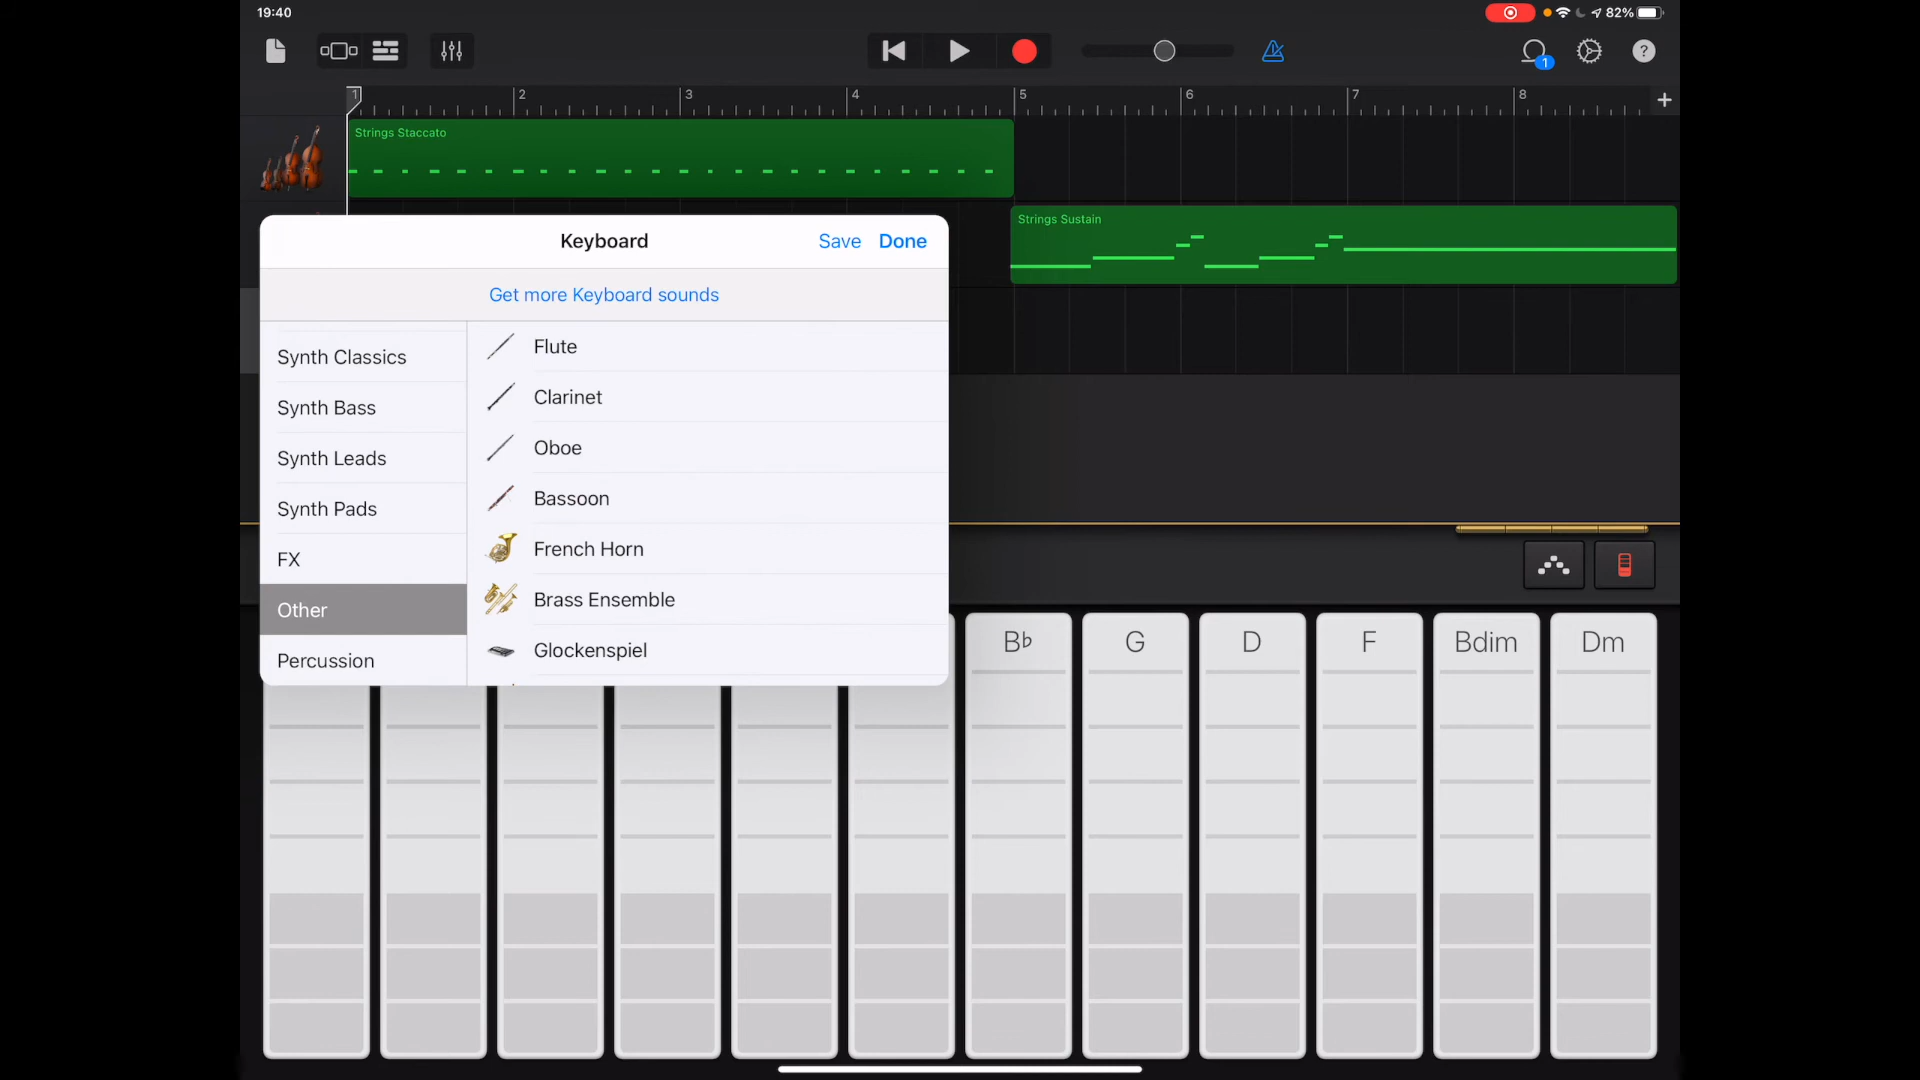 19:40
82%
1
?
1 2 3 4 5 6 7 8 +
Strings Staccato
Strings Sustain
Keyboard
Save Done
Get more Keyboard sounds
Synth Classics
Synth Bass
Synth Leads
Synth Pads
FX
Other
Percussion
Flute
Clarinet
Oboe
Bassoon
French Horn
Brass Ensemble
Glockenspiel
B♭ G D F Bdim Dm